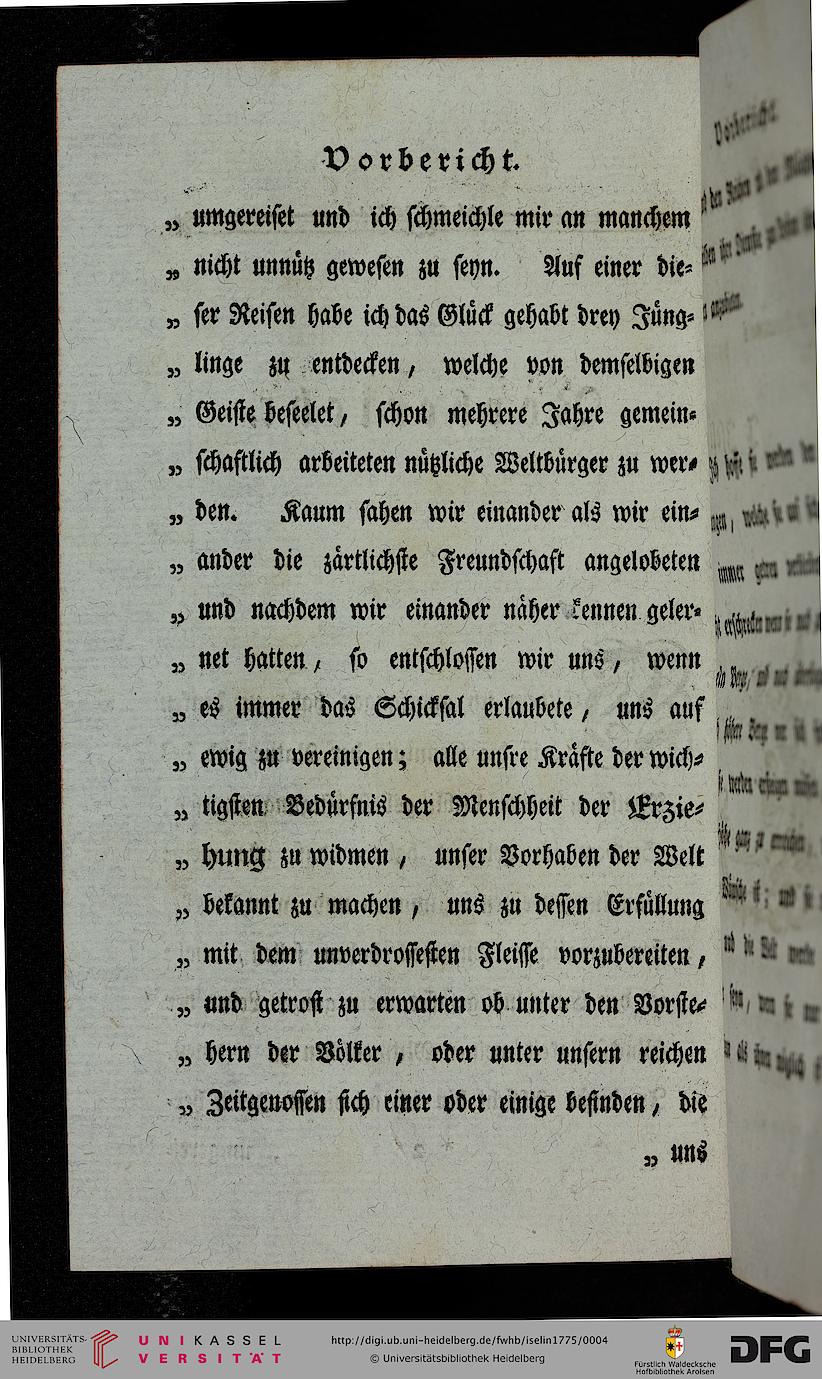 Vorbericht.
„ umgereiset und ich schmeichle mir an manchem
„ nicht unnütz gewesen zu seyn. Auf einer die-
„ ser Reisen habe ich das Glück gehabt drey Jüng-
„ linge zu entdecken, welche von demselbigen
„ Geiste beseelet, schon mehrere Jahre gemein-
„ schaftlich arbeiteten nützliche Weltbürger zu wer-
„ den. Kaum sahen wir einander als wir ein-
„ ander die zärtlichste Freundschaft angelobeten
„ und nachdem wir einander näher kennen geler-
„ net hatten, so entschlossen wir uns, wenn
„ es immer das Schicksal erlaubete, uns auf
„ ewig zu vereinigen; alle unsre Kräfte der wich-
„ tigsten Bedürfnis der Menschheit der Erzie-
„ hung zu widmen, unser Vorhaben der Welt
„ bekannt zu machen, uns zu dessen Erfüllung
„ mit dem unverdrossesten Fleisse vorzubereiten,
„ und getrost zu erwarten ob unter den Vorste-
„ hern der Völker, oder unter unsern reichen
„ Zeitgenossen sich einer oder einige befinden, die
„ uns
Vorbericht
UNIVERSITÄTS-
BIBLIOTHEK
HEIDELBERG
UNIKASSEL
VERSITÄT
http://digi.ub.uni-heidelberg.de/fwhb/iselin1775/0004
© Universitätsbibliothek Heidelberg
Fürstlich Waldecksche
Hofbibliothek Arolsen
DFG